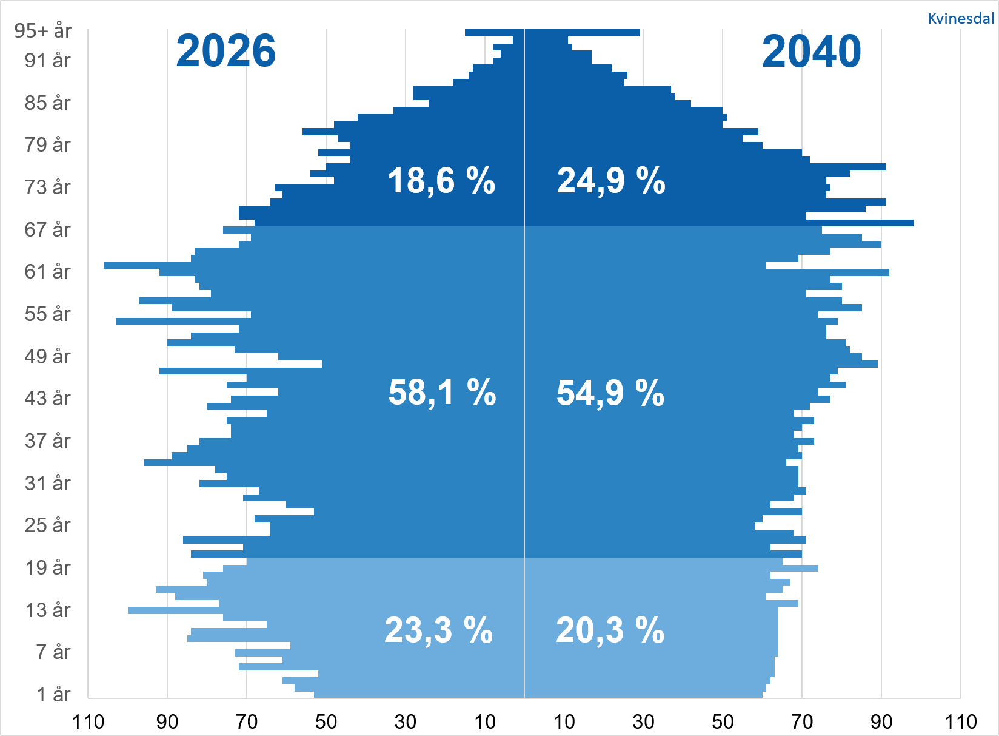 Kvinesdal
2026 2040
95+ år
91 år
85 år
79 år
73 år
67 år
61 år
55 år
49 år
43 år
37 år
31 år
25 år
19 år
13 år
7 år
1 år
18,6 % 24,9 %
58,1 % 54,9 %
23,3 % 20,3 %
110 90 70 50 30 10 10 30 50 70 90 110